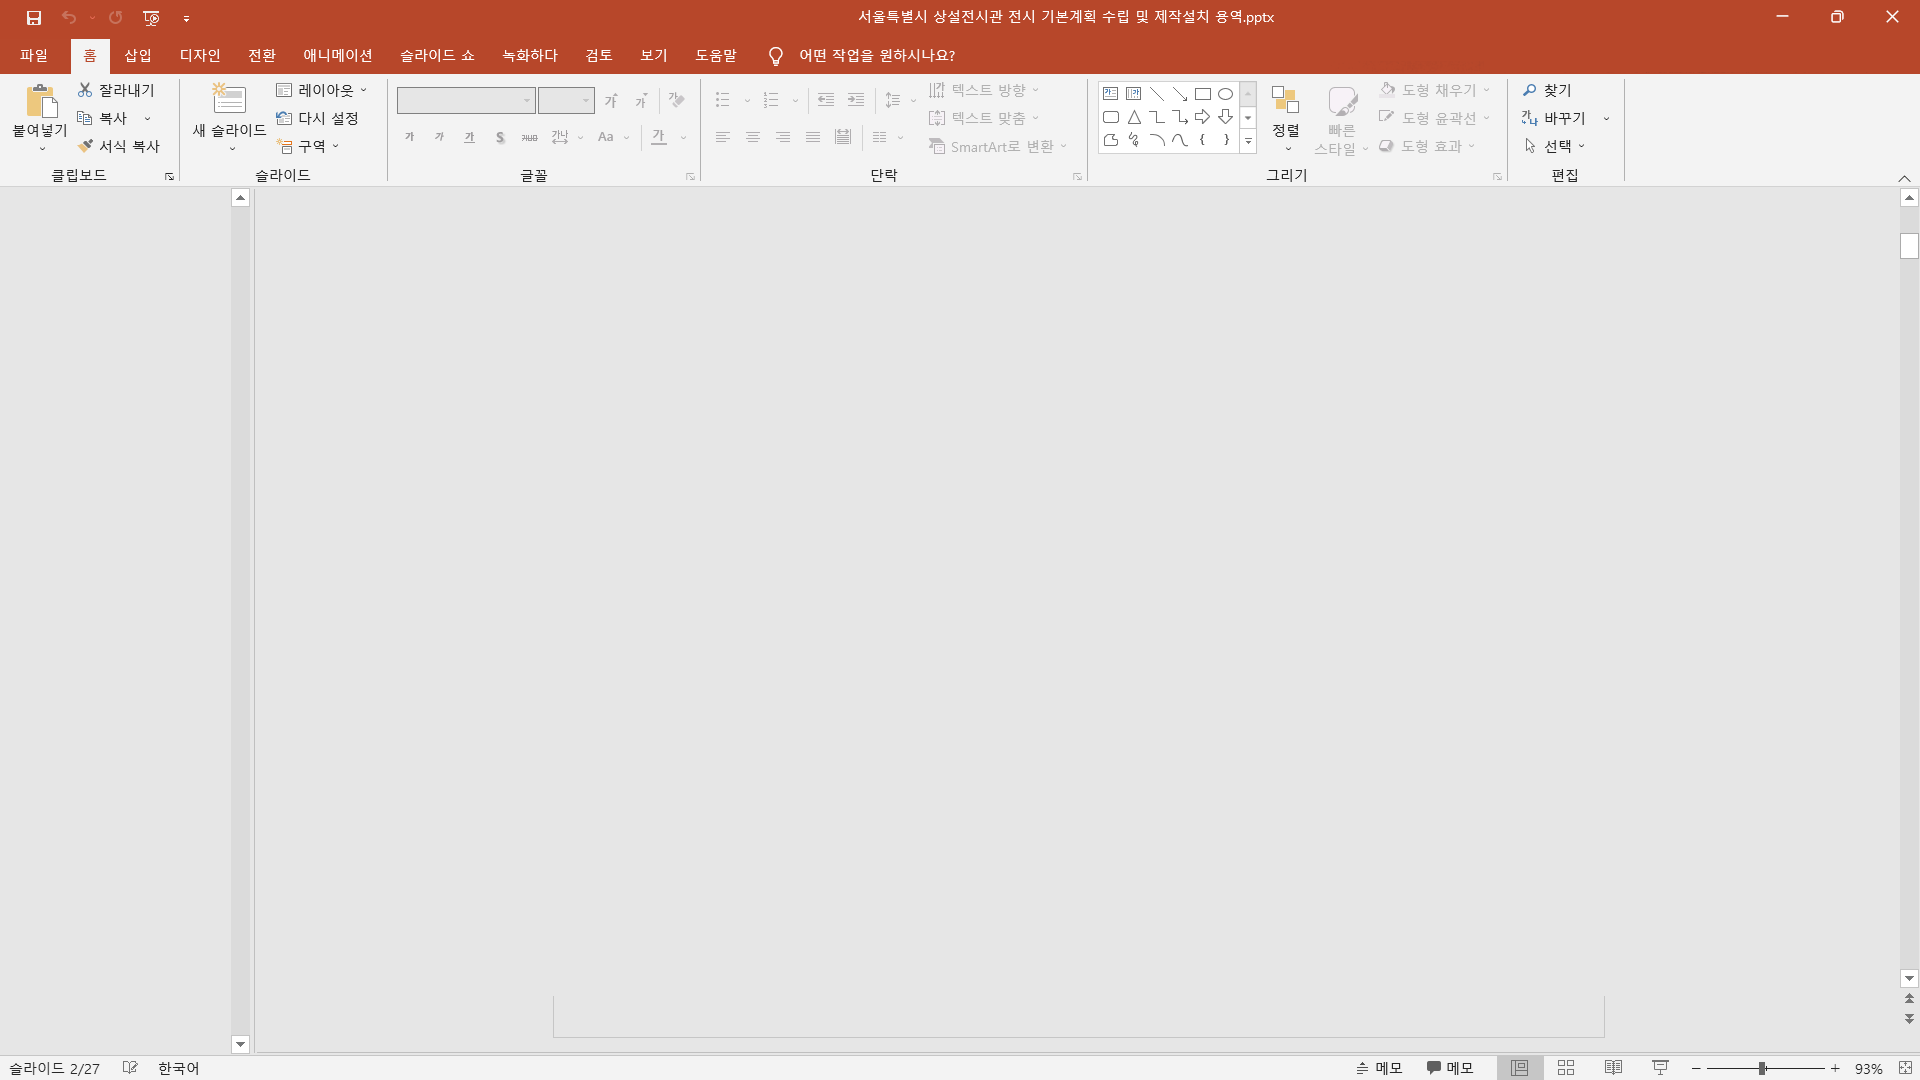 서울특별시 상설전시관 전시 기본계획 수립 및 제작설치 용역.pptx
파일 홈 삽입 디자인 전환 애니메이션 슬라이드 쇼 녹화하다 검토 보기 도움말 어떤 작업을 원하시나요?
붙여넣기
잘라내기
복사
서식 복사
클립보드
새 슬라이드
레이아웃
다시 설정
구역
슬라이드
가 가 가
가 가 가 S 가나 Aa 가
글꼴
텍스트 방향
텍스트 맞춤
SmartArt로 변환
단락
정렬
빠른
스타일
도형 채우기
도형 윤곽선
도형 효과
그리기
찾기
바꾸기
선택
편집
슬라이드 2/27 한국어 메모 메모 93%